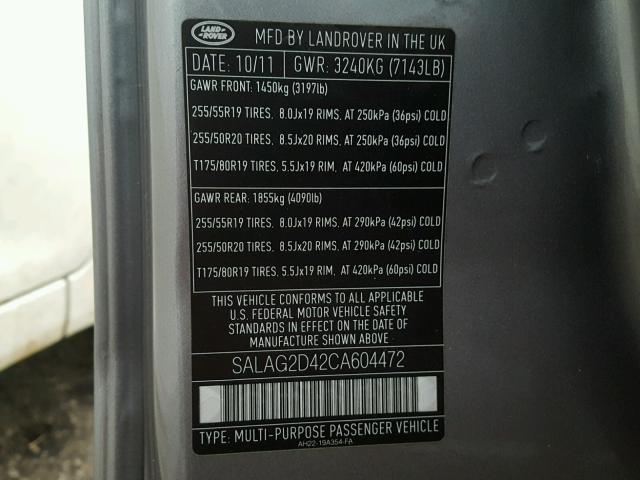 LAND
ROVER
MFD BY LANDROVER IN THE UK
DATE: 10/11 GWR: 3240KG (7143LB)
GAWR FRONT: 1450kg (3197lb)
255/55R19 TIRES, 8.0Jx19 RIMS, AT 250kPa (36psi) COLD
255/50R20 TIRES, 8.5Jx20 RIMS, AT 250kPa (36psi) COLD
T175/80R19 TIRES, 5.5Jx19 RIM, AT 420kPa (60psi) COLD
GAWR REAR: 1855kg (4090lb)
255/55R19 TIRES, 8.0Jx19 RIMS, AT 290kPa (42psi) COLD
255/50R20 TIRES, 8.5Jx20 RIMS, AT 290kPa (42psi) COLD
T175/80R19 TIRES, 5.5Jx19 RIM, AT 420kPa (60psi) COLD
THIS VEHICLE CONFORMS TO ALL APPLICABLE
U.S. FEDERAL MOTOR VEHICLE SAFETY
STANDARDS IN EFFECT ON THE DATE OF
MANUFACTURE SHOWN ABOVE.
SALAG2D42CA604472
TYPE: MULTI-PURPOSE PASSENGER VEHICLE
AH22-19A354-FA